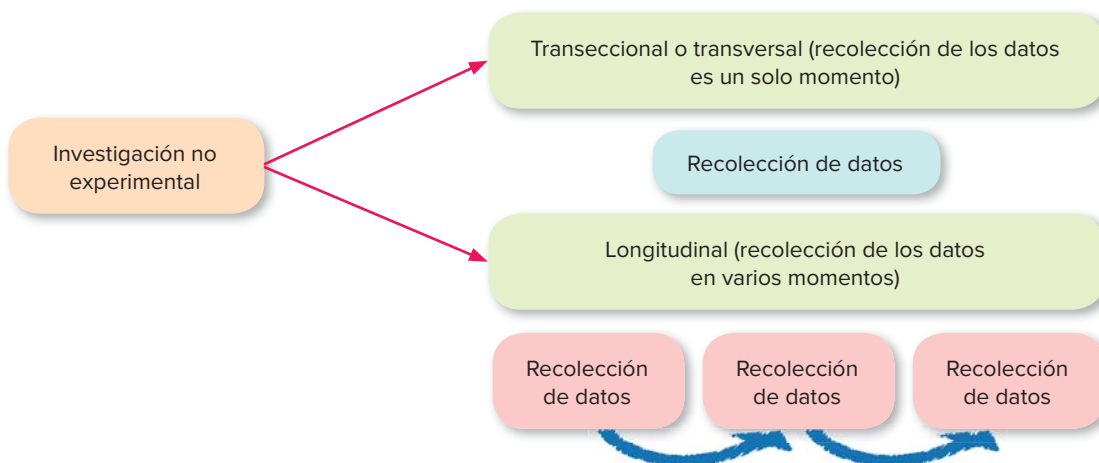 Transeccional o transversal (recolección de los datos
es un solo momento)
Investigación no
experimental
Recolección de datos
Longitudinal (recolección de los datos
en varios momentos)
Recolección
de datos
Recolección
de datos
Recolección
de datos